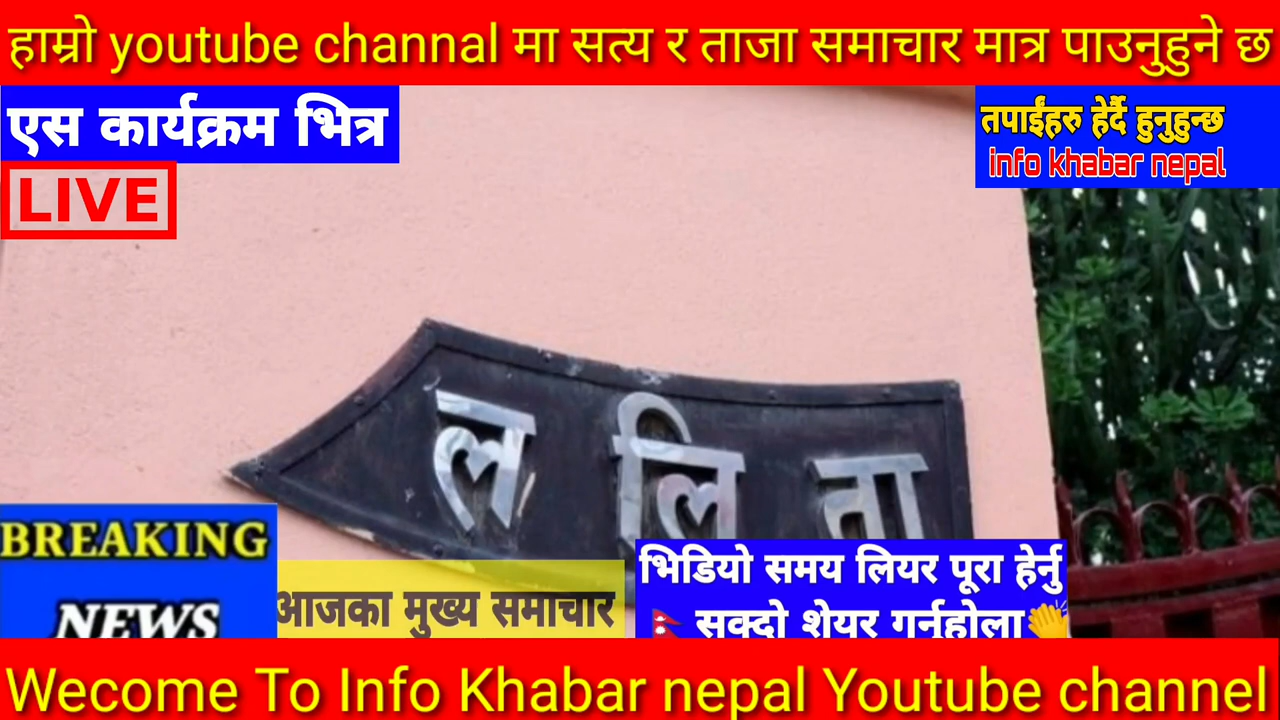 हाम्रो youtube channal मा सत्य र ताजा समाचार मात्र पाउनुहुने छ
एस कार्यक्रम भित्र
तपाईंहरु हेर्दै हुनुहुन्छ
info khabar nepal
LIVE
ललिता
BREAKING
NEWS
आजका मुख्य समाचार
भिडियो समय लियर पूरा हेर्नु
सक्दो शेयर गर्नुहोला
Wecome To Info Khabar nepal Youtube channel